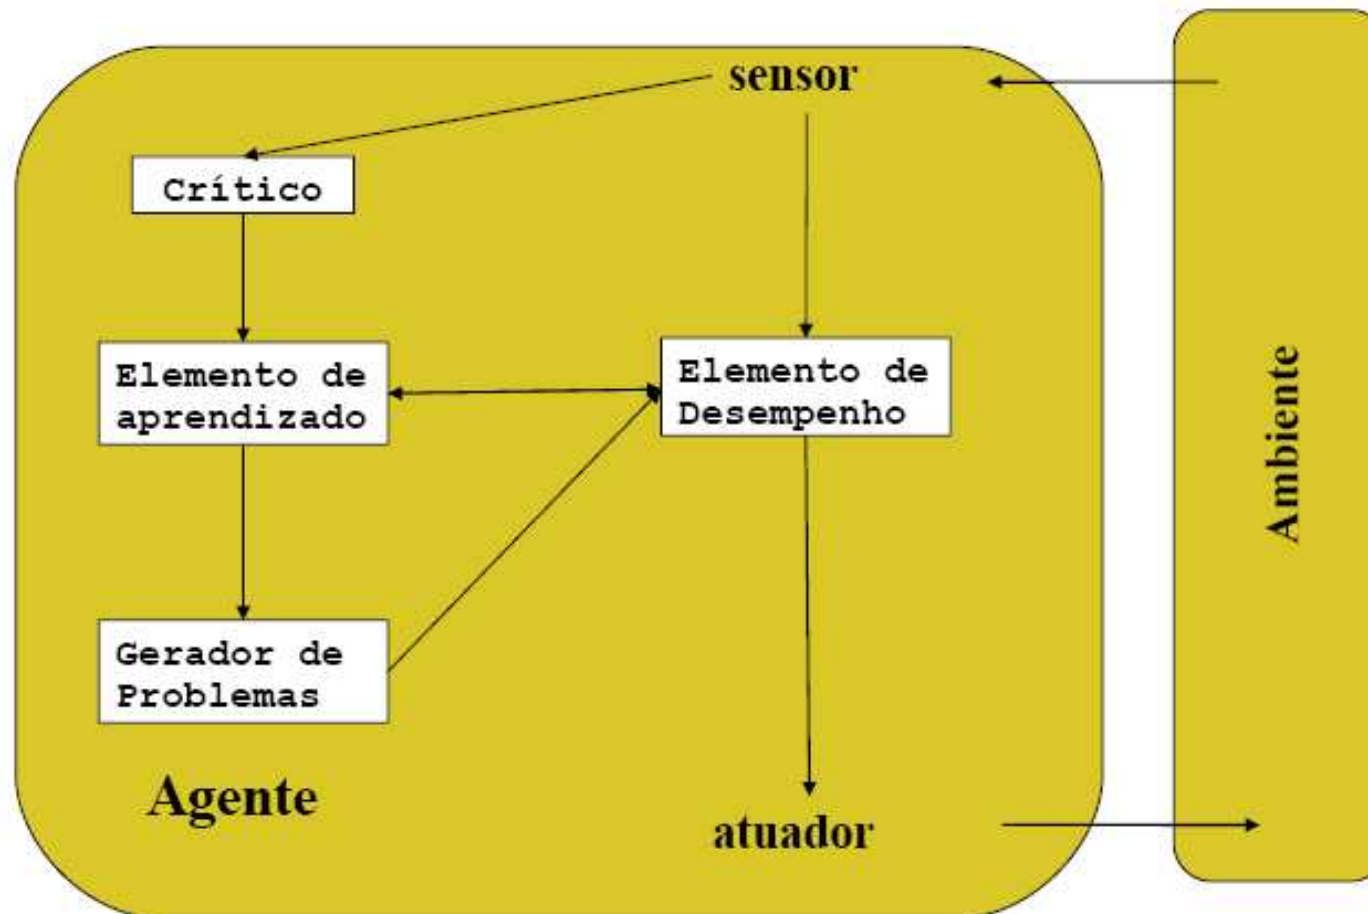 sensor
Crítico
Elemento de
aprendizado
Elemento de
Desempenho
Ambiente
Gerador de
Problemas
Agente
atuador